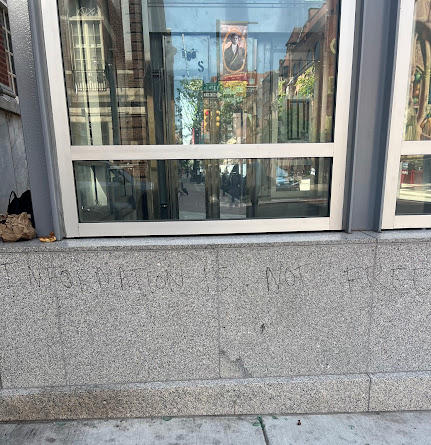 INFORMATION IS NOT FREE
S